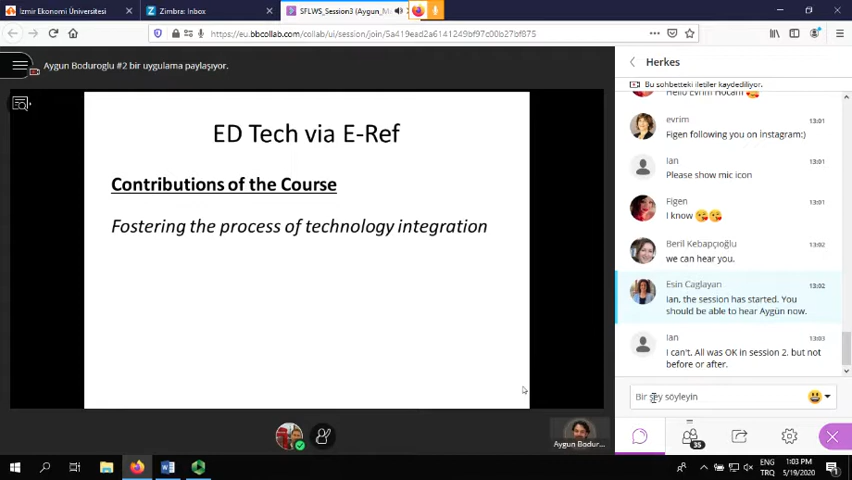 İzmir Ekonomi Üniversitesi
Zimbra: Inbox
SFLWS_Session3 (Aygun_M
https://eu.bbcollab.com/collab/ui/session/join/5a419ead2a6141249bf97c00b27bf875
Aygun Boduroglu #2 bir uygulama paylaşıyor.
ED Tech via E-Ref
Contributions of the Course
Fostering the process of technology integration
Aygun Bodur...
Herkes
Bu sohbetteki iletiler kaydediliyor.
Hello Evrim Hocam
evrim 13:01
Figen following you on instagram:)
Ian 13:01
Please show mic icon
Figen 13:01
I know
Beril Kebapçıoğlu 13:02
we can hear you.
Esin Caglayan 13:02
Ian, the session has started. You
should be able to hear Aygün now.
Ian 13:03
I can't. All was OK in session 2. but not
before or after.
Bir şey söyleyin
35
ENG 1:03 PM
TRQ 5/19/2020